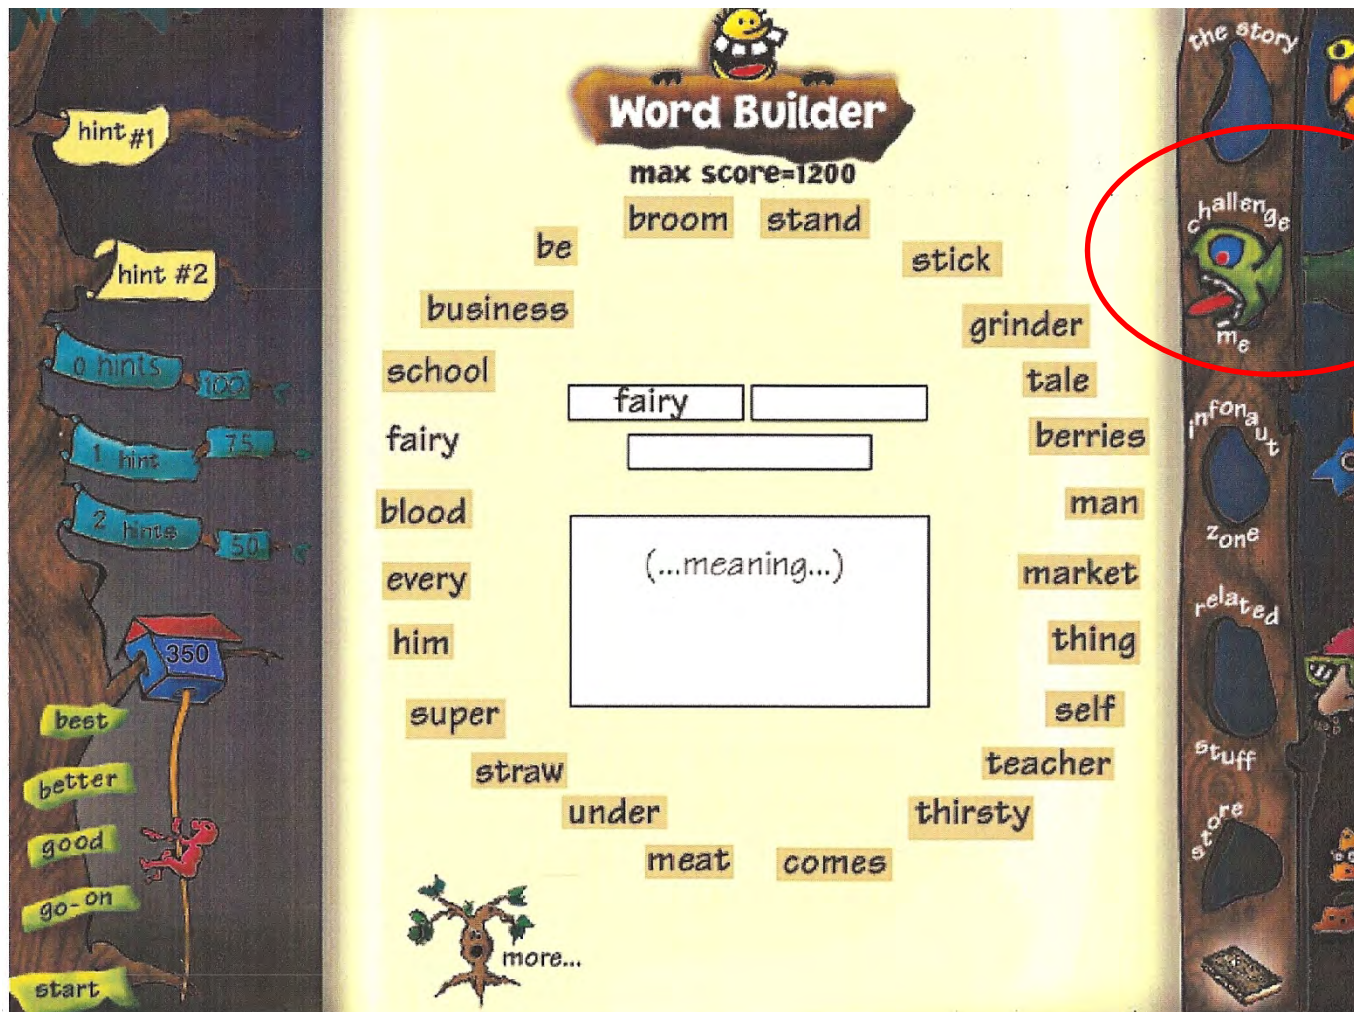 hint #1
hint #2
0 hints 100
1 hint 75
2 hints 50
350
best
better
good
go-on
start
Word Builder
max score=1200
broom
stand
be
stick
business
grinder
school
tale
fairy
fairy
berries
blood
man
(...meaning...)
every
market
him
thing
super
self
straw
teacher
under
thirsty
meat
comes
more...
the story
challenge
me
infonaut
zone
related
stuff
store